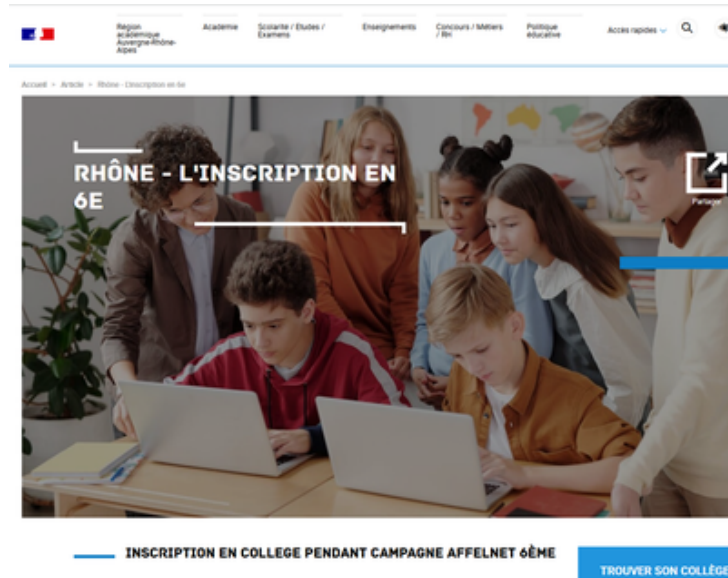 Région
académique
Auvergne-Rhône-
Alpes
Académie
Scolarité / Etudes /
Examens
Enseignements
Concours / Métiers
/ RH
Politique
éducative
Accès rapides
Accueil > Article > Rhône - L'inscription en 6e
RHÔNE - L'INSCRIPTION EN
6E
Partager
INSCRIPTION EN COLLEGE PENDANT CAMPAGNE AFFELNET 6ÈME
TROUVER SON COLLÈGE